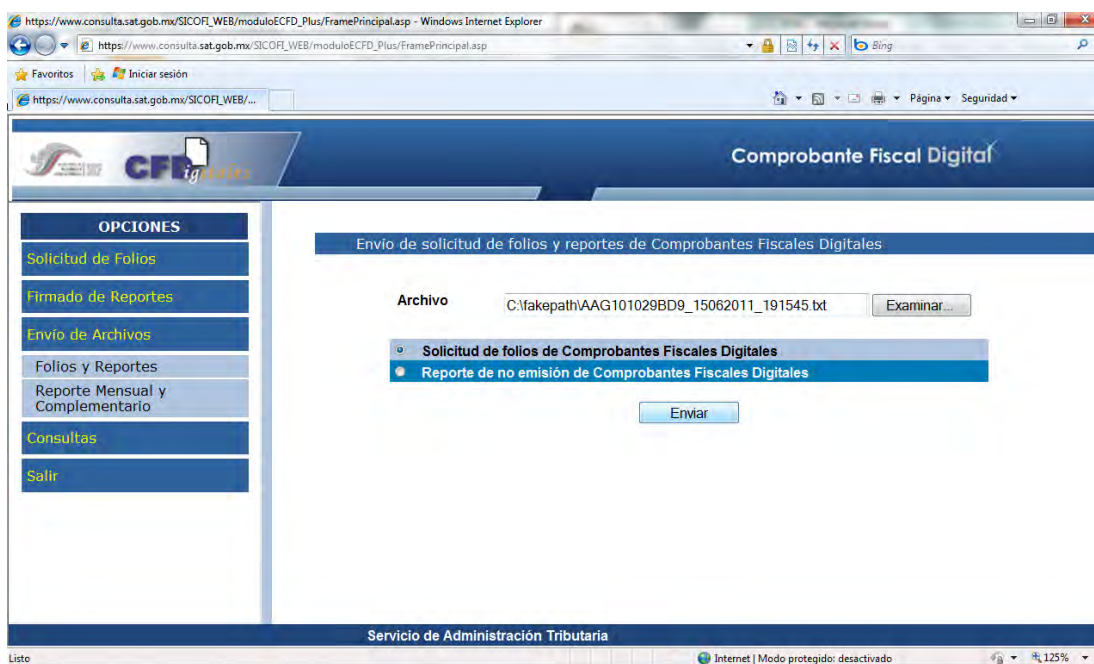 https://www.consulta.sat.gob.mx/SICOFI_WEB/moduloECFD_Plus/FramePrincipal.asp - Windows Internet Explorer
https://www.consulta.sat.gob.mx/SICOFI_WEB/moduloECFD_Plus/FramePrincipal.asp
Bing
Favoritos
Iniciar sesión
https://www.consulta.sat.gob.mx/SICOFI_WEB/...
Página
Seguridad
CFD
Comprobante Fiscal Digital
OPCIONES
Solicitud de Folios
Firmado de Reportes
Envío de Archivos
Folios y Reportes
Reporte Mensual y
Complementario
Consultas
Salir
Envío de solicitud de folios y reportes de Comprobantes Fiscales Digitales
Archivo
C:\fakepath\AAG101029BD9_15062011_191545.txt
Examinar...
Solicitud de folios de Comprobantes Fiscales Digitales
Reporte de no emisión de Comprobantes Fiscales Digitales
Enviar
Servicio de Administración Tributaria
Listo
Internet | Modo protegido: desactivado
125%